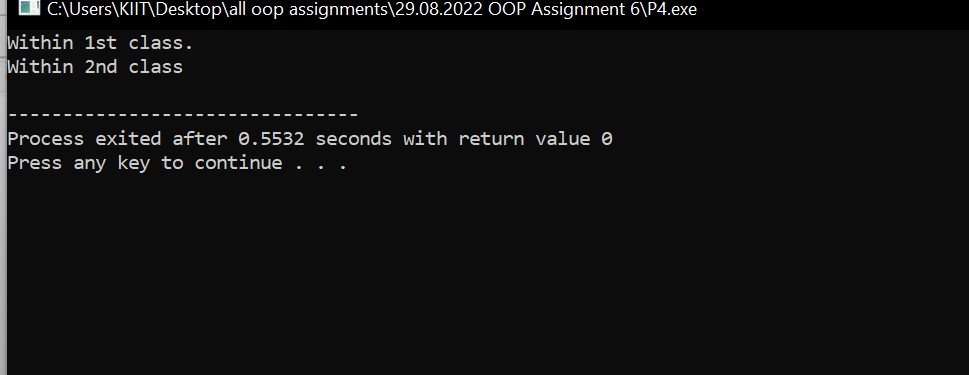 C:\Users\KIIT\Desktop\all oop assignments\29.08.2022 OOP Assignment 6\P4.exe
Within 1st class.
Within 2nd class
--------------------------------
Process exited after 0.5532 seconds with return value 0
Press any key to continue . . .